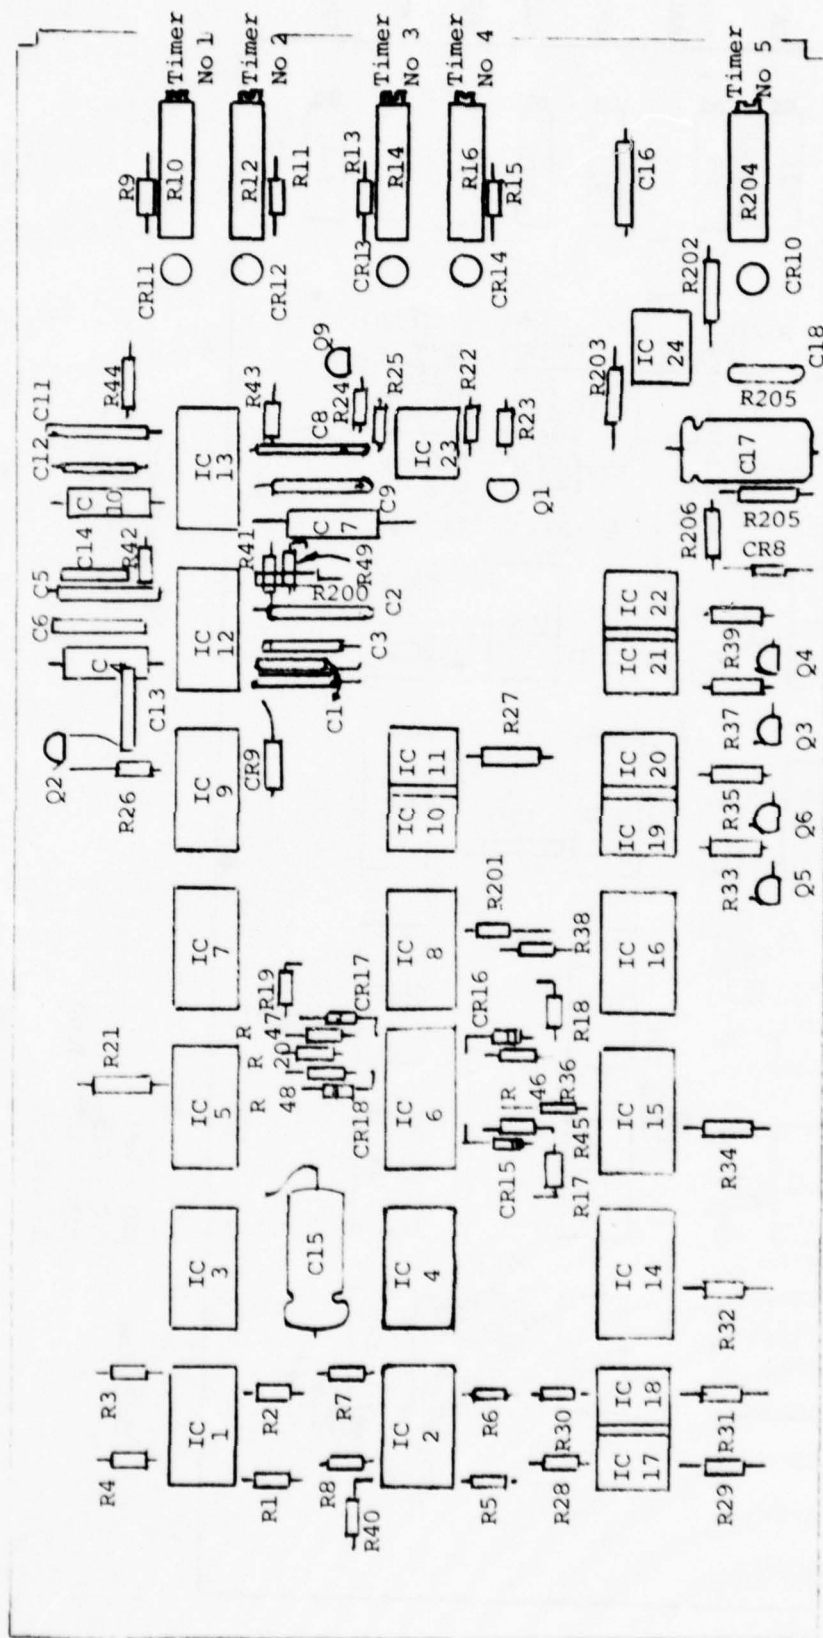 Timer
No 1
Timer
No 2
Timer
No 3
Timer
No 4
Timer
No 5
R9
R10
R12
R11
R13
R14
R16
R15
C16
R204
CR11
CR12
CR13
CR14
R202
CR10
Q9
IC
24
R203
C18
R205
R44
R43
R24
R25
R22
R23
C11
C12
C
10
IC
13
C8
C9
C
7
IC
23
Q1
C17
R205
R206
CR8
C14
R42
C5
C6
C
4
C13
R41
R49
R200
C2
C3
C1
IC
12
IC
22
IC
21
R39
Q4
R37
Q3
Q2
R26
IC
9
CR9
IC
11
IC
10
R27
IC
20
IC
19
R35
Q6
R33
Q5
IC
7
R19
CR17
IC
8
R201
R38
IC
16
R21
IC
5
R
47
R
20
R
48
CR18
IC
6
CR16
R18
R
46
R36
R45
CR15
R17
IC
15
R34
IC
3
C15
IC
4
IC
14
R32
R3
R4
IC
1
R2
R1
R7
R8
R40
IC
2
R6
R5
R30
R28
IC
18
IC
17
R31
R29